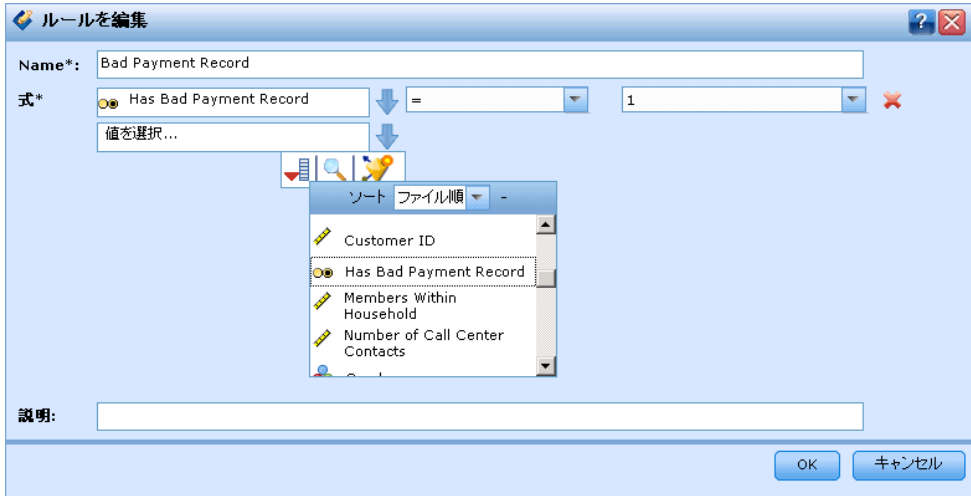 ルールを編集
?
Name*: Bad Payment Record
式* Has Bad Payment Record = 1
値を選択...
ソート ファイル順 -
Customer ID
Has Bad Payment Record
Members Within
Household
Number of Call Center
Contacts
説明:
OK キャンセル